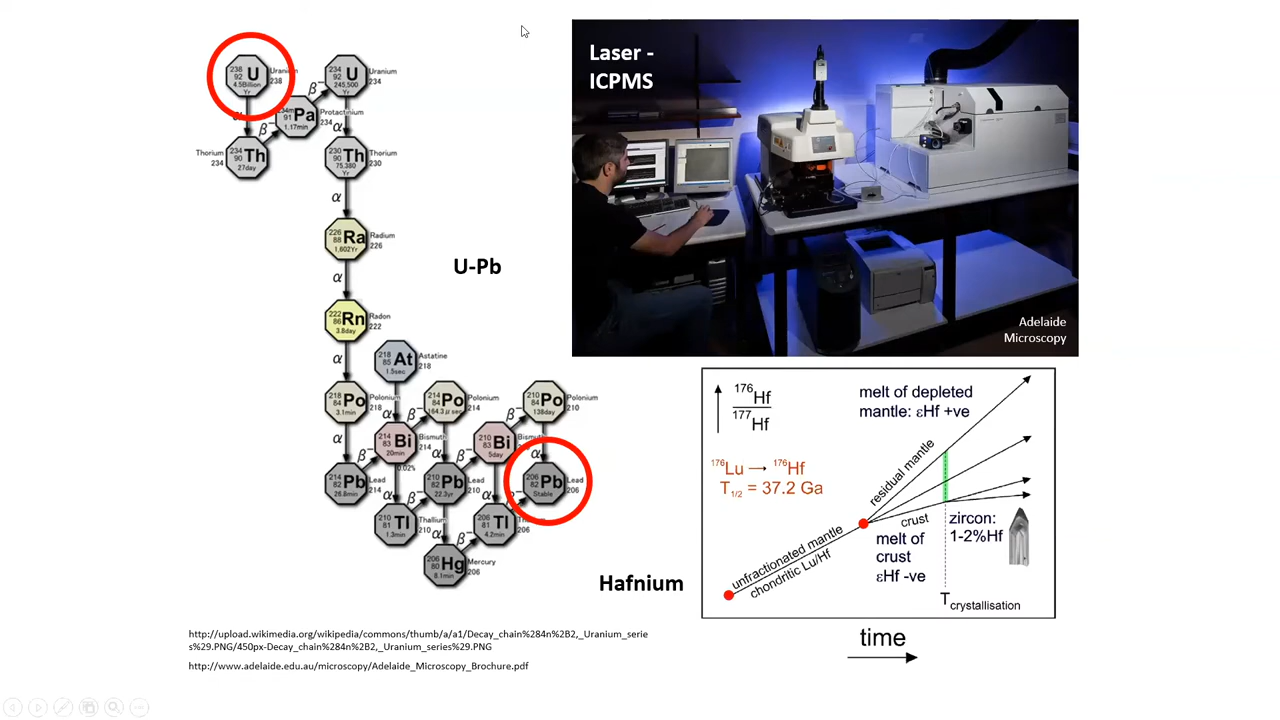 238
92
U
4.5Billion
Yr
Uranium
238
234
92
U
245,500
Yr
Uranium
234
β⁻
α
234m
91
Pa
1.17min
Protactinium
234
β⁻
α
Thorium
234
234
90
Th
27day
230
90
Th
75,380
Yr
Thorium
230
α
226
88
Ra
1,602Yr
Radium
226
α
222
86
Rn
3.8day
Radon
222
α
218
85
At
1.5sec
Astatine
218
218
84
Po
3.1min
Polonium
218
α
β⁻
214
84
Po
164.3 μ sec
Polonium
214
210
84
Po
138day
Polonium
210
α
β⁻
214
83
Bi
20min
Bismuth
214
0.02%
β⁻
α
210
83
Bi
5day
Bismuth
β⁻
α
214
82
Pb
26.8min
Lead
214
210
82
Pb
22.3yr
Lead
210
206
82
Pb
Stable
Lead
206
α
β⁻
α
β⁻
210
81
Tl
1.3min
Thallium
210
206
81
Tl
4.2min
206
α
β⁻
206
80
Hg
8.1min
Mercury
206
U-Pb
Laser -
ICPMS
Adelaide
Microscopy
Hafnium
¹⁷⁶Hf
¹⁷⁷Hf
melt of depleted
mantle: εHf +ve
¹⁷⁶Lu → ¹⁷⁶Hf
T₁/₂ = 37.2 Ga
residual mantle
crust
zircon:
1-2%Hf
melt of
crust
εHf -ve
unfractionated mantle
chondritic Lu/Hf
Tcrystallisation
time
http://upload.wikimedia.org/wikipedia/commons/thumb/a/a1/Decay_chain%284n%2B2,_Uranium_serie
s%29.PNG/450px-Decay_chain%284n%2B2,_Uranium_series%29.PNG
http://www.adelaide.edu.au/microscopy/Adelaide_Microscopy_Brochure.pdf